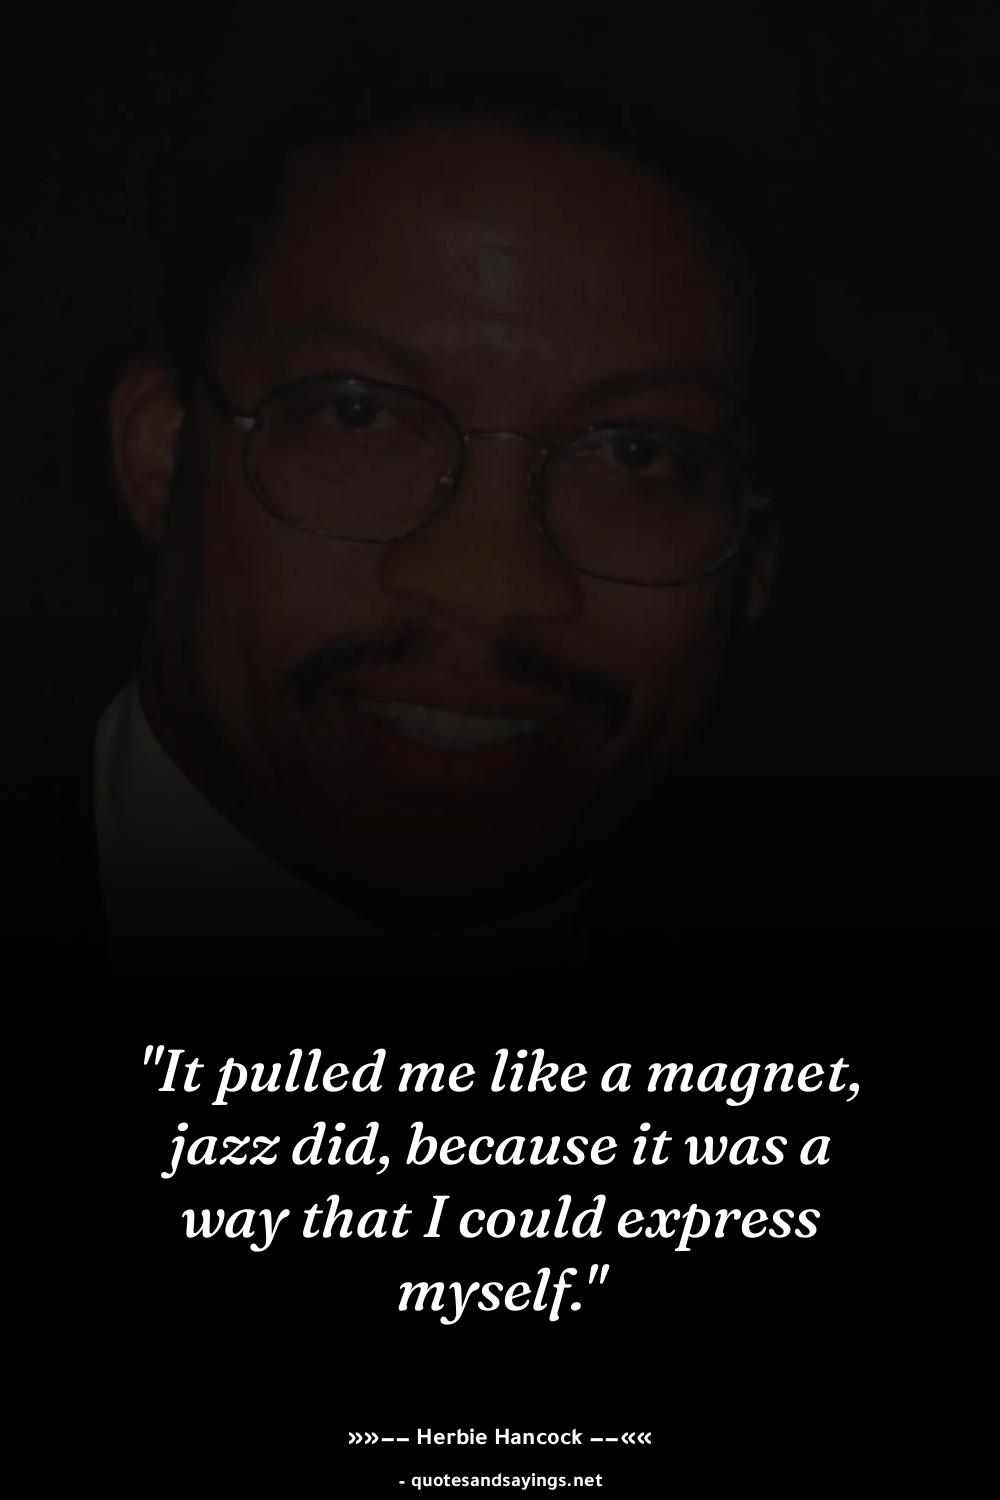 "It pulled me like a magnet,
jazz did, because it was a
way that I could express
myself."
»»−− Herbie Hancock −−««
- quotesandsayings.net